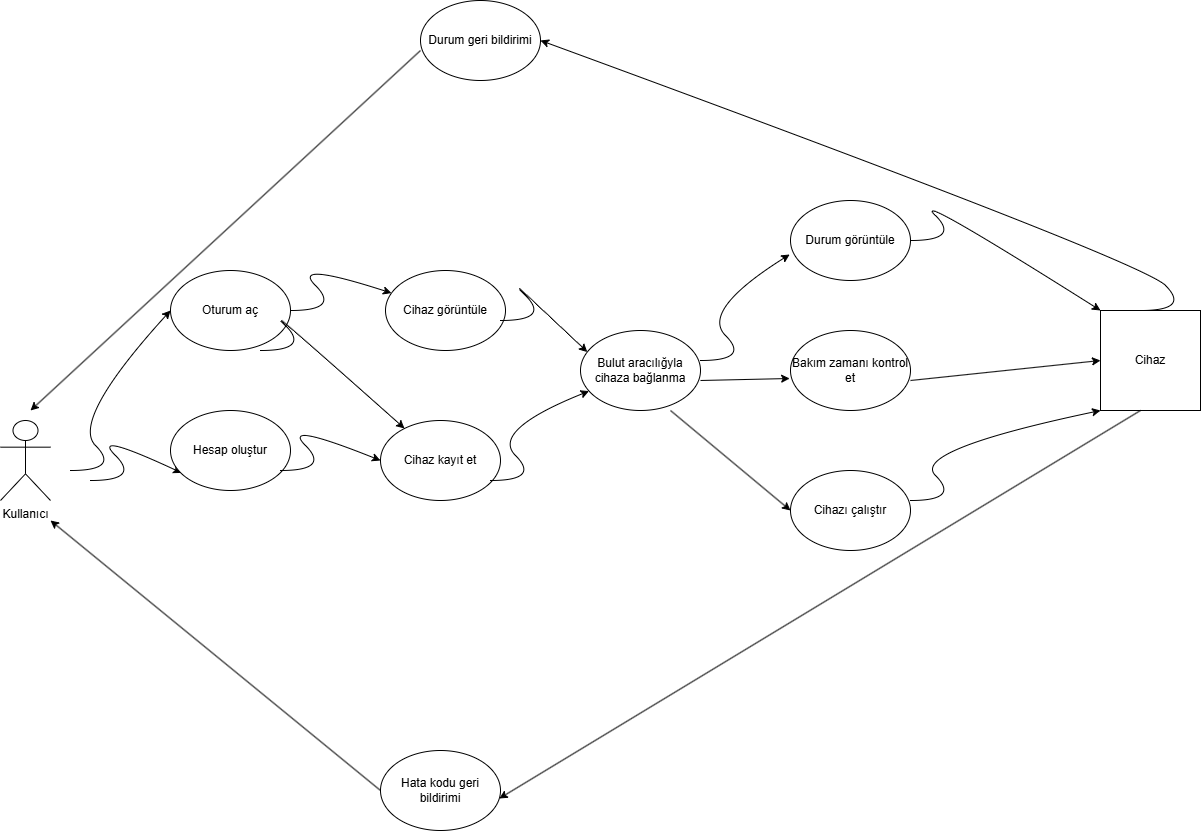 Durum geri bildirimi
Durum görüntüle
Oturum aç
Cihaz görüntüle
Bulut aracılığyla
cihaza bağlanma
Bakım zamanı kontrol
et
Cihaz
Hesap oluştur
Cihaz kayıt et
Cihazı çalıştır
Kullanıcı
Hata kodu geri
bildirimi